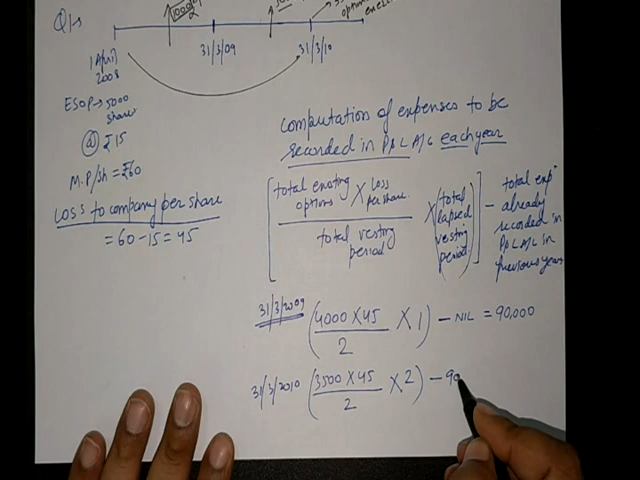 Q1→
1 April 2008
31/3/09
31/3/10
ESOP→5000 shares
@ ₹15
M.P/sh = ₹60
LOSS to company per share
= 60-15 = 45
Computation of expenses to be
recorded in P&L A/C each year
[ total existing options X Loss per share
total vesting period
X (total elapsed vesting period) ]
- total exp already recorded in P&L A/C in previous years
31/3/2009 (4000 X 45 / 2 X 1) - NIL = 90,000
31/3/2010 (3500 X 45 / 2 X 2) - 90